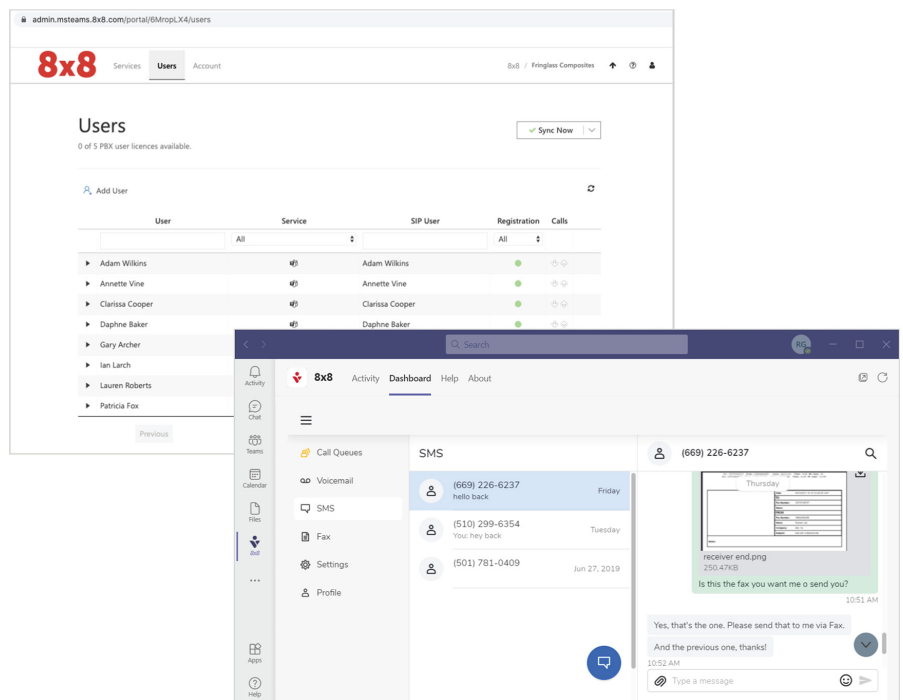 admin.msteams.8x8.com/portal/6MropLX4/users
8x8 Services Users Account 8x8 / Fringlass Composites
Users
Sync Now
0 of 5 PBX user licences available.
Add User
User Service SIP User Registration Calls
All All
Adam Wilkins Adam Wilkins
Annette Vine Annette Vine
Clarissa Cooper Clarissa Cooper
Daphne Baker Daphne Baker
Gary Archer
Ian Larch
Lauren Roberts
Patricia Fox
Previous
Search
RG
Activity
Chat
Teams
Calendar
Files
8x8
Apps
Help
8x8 Activity Dashboard Help About
Call Queues
Voicemail
SMS
Fax
Settings
Profile
SMS
(669) 226-6237
hello back
Friday
(510) 299-6354
You: hey back
Tuesday
(501) 781-0409
Jun 27, 2019
(669) 226-6237
Thursday
receiver end.png
250.47KB
Is this the fax you want me o send you?
10:51 AM
Yes, that's the one. Please send that to me via Fax.
And the previous one, thanks!
10:52 AM
Type a message